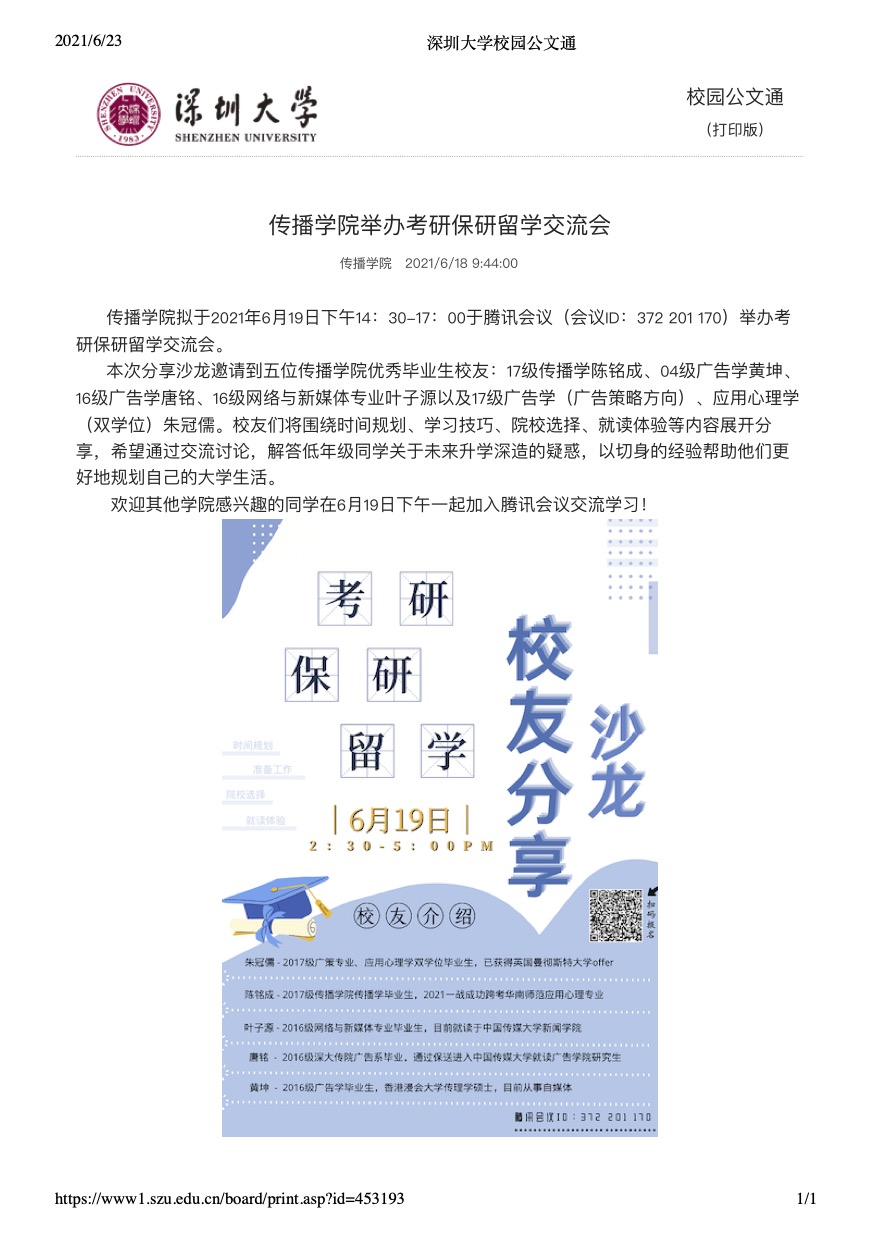 2021/6/23
深圳大学校园公文通
深圳大学
SHENZHEN UNIVERSITY
SHENZHEN UNIVERSITY
1983
校园公文通
（打印版）
传播学院举办考研保研留学交流会
传播学院 2021/6/18 9:44:00
传播学院拟于2021年6月19日下午14：30–17：00于腾讯会议（会议ID：372 201 170）举办考
研保研留学交流会。
本次分享沙龙邀请到五位传播学院优秀毕业生校友：17级传播学陈铭成、04级广告学黄坤、
16级广告学唐铭、16级网络与新媒体专业叶子源以及17级广告学（广告策略方向）、应用心理学
（双学位）朱冠儒。校友们将围绕时间规划、学习技巧、院校选择、就读体验等内容展开分
享，希望通过交流讨论，解答低年级同学关于未来升学深造的疑惑，以切身的经验帮助他们更
好地规划自己的大学生活。
欢迎其他学院感兴趣的同学在6月19日下午一起加入腾讯会议交流学习！
考研
保研
留学
校友分享
沙龙
时间规划
准备工作
院校选择
就读体验
|6月19日|
2：30-5：00PM
校友介绍
扫码报名
朱冠儒 - 2017级广策专业、应用心理学双学位毕业生，已获得英国曼彻斯特大学offer
陈铭成 - 2017级传播学院传播学毕业生，2021一战成功跨考华南师范应用心理专业
叶子源 - 2016级网络与新媒体专业毕业生，目前就读于中国传媒大学新闻学院
唐铭 - 2016级深大传院广告系毕业，通过保送进入中国传媒大学就读广告学院研究生
黄坤 - 2016级广告学毕业生，香港浸会大学传理学硕士，目前从事自媒体
腾讯会议ID：372 201 170
https://www1.szu.edu.cn/board/print.asp?id=453193
1/1